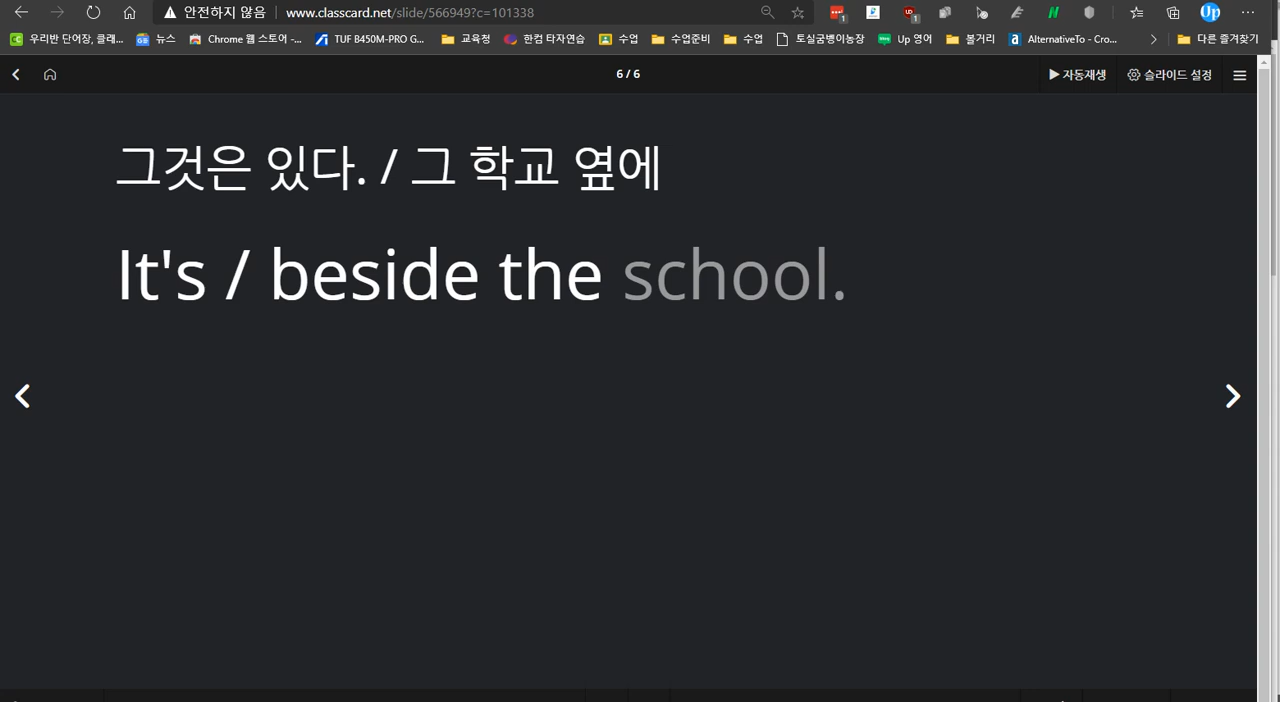 안전하지 않음 www.classcard.net/slide/566949?c=101338
우리반 단어장, 클래... 뉴스 Chrome 웹 스토어 -... TUF B450M-PRO G... 교육청 한컴 타자연습 수업 수업준비 수업 토실굼벵이농장 Up 영어 볼거리 AlternativeTo - Cro... 다른 즐겨찾기
6 / 6 자동재생 슬라이드 설정
그것은 있다. / 그 학교 옆에
It's / beside the school.